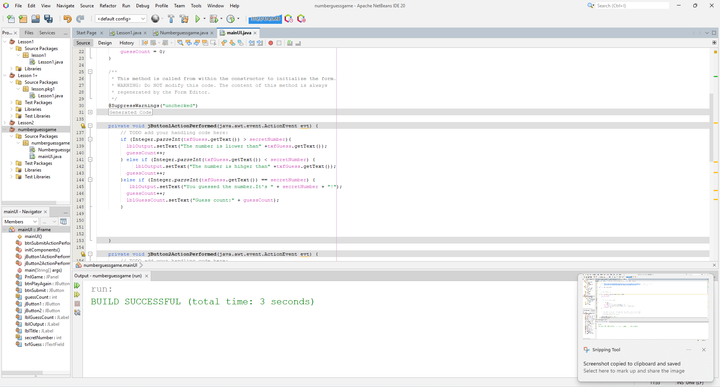 File Edit View Navigate Source Refactor Run Debug Profile Team Tools Window Help
numberguessgame - Apache NetBeans IDE 20
Search (Ctrl+I)
<default config>
Pro...
Files
Services
Start Page
Lesson1.java
Numberguessgame.java
mainUI.java
Source Design History
Lesson1
Source Packages
lesson1
Lesson1.java
Libraries
Lesson1+
Source Packages
lesson.pkg1
Lesson1.java
Test Packages
Libraries
Test Libraries
Lesson2
numberguessgame
Source Packages
numberguessgame
Numberguessg
mainUI.java
Test Packages
Libraries
Test Libraries
22 guessCount = 0;
23 }
24
25 /**
26 * This method is called from within the constructor to initialize the form.
27 * WARNING: Do NOT modify this code. The content of this method is always
28 * regenerated by the Form Editor.
29 */
30 @SuppressWarnings("unchecked")
31 Generated Code
135
private void jButton1ActionPerformed(java.awt.event.ActionEvent evt) {
137 // TODO add your handling code here:
138 if (Integer.parseInt(txfGuess.getText()) > secretNumber){
139 lblOutput.setText("The number is llower than" +txfGuess.getText());
140 guessCount++;
141 } else if (Integer.parseInt(txfGuess.getText()) < secretNumber) {
142 lblOutput.setText("The number is hihger than" +txfGuess.getText());
143 guessCount++;
144 }else if (Integer.parseInt(txfGuess.getText()) == secretNumber) {
145 lblOutput.setText("You guessed the number.It's " + secretNumber + "!");
146 guessCount++;
147 lblGuessCount.setText("Guess count:" + guessCount);
148 }
149
150
151
152
153 }
154
private void jButton2ActionPerformed(java.awt.event.ActionEvent evt) {
156 // TODO add your handling code here:
numberguessgame.mainUI
mainUI - Navigator
Members
mainUI :: JFrame
mainUI()
btnSubmitActionPerfor
initComponents()
jButton1ActionPerform
jButton2ActionPerform
main(String[] args)
PnlGame : JPanel
btnPlayAgain : JButton
btnSubmit : JButton
guessCount : int
jButton1 : JButton
jButton2 : JButton
lblGuessCount : JLabel
lblOutput : JLabel
lblTitle : JLabel
secretNumber : int
txfGuess : JTextField
Output - numberguessgame (run)
run:
BUILD SUCCESSFUL (total time: 3 seconds)
Snipping Tool
Screenshot copied to clipboard and saved
Select here to mark up and share the image